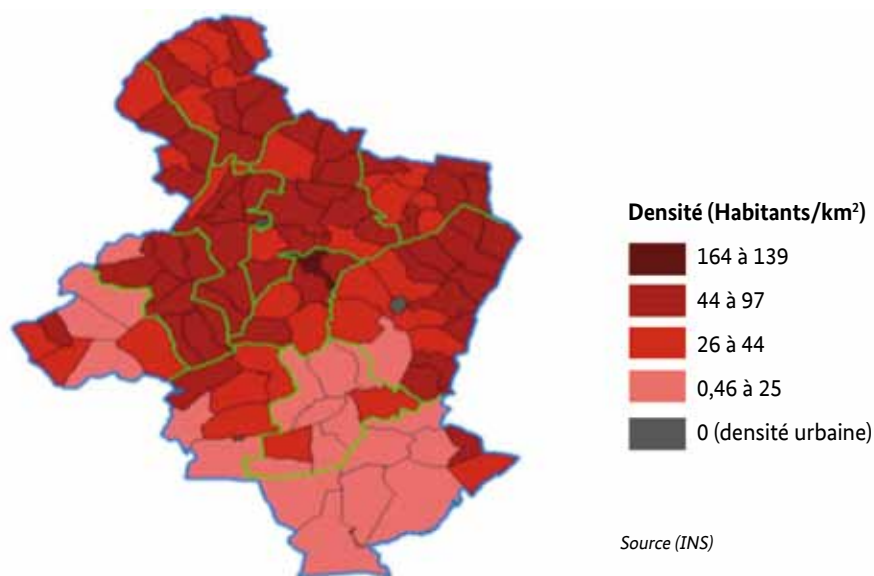 Densité (Habitants/km²)
164 à 139
44 à 97
26 à 44
0,46 à 25
0 (densité urbaine)
Source (INS)